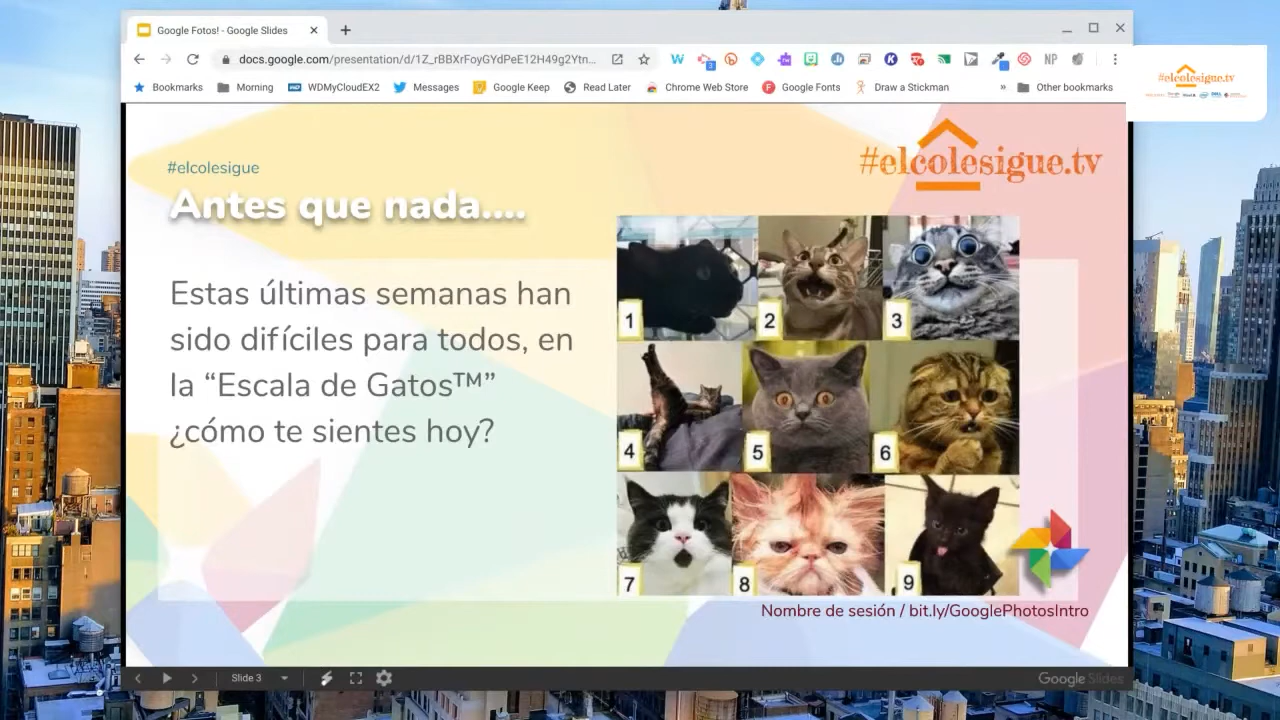 Google Fotos! - Google Slides
docs.google.com/presentation/d/1Z_rBBXrFoyGYdPeE12H49g2Ytn...
Bookmarks
Morning
WDMyCloudEX2
Messages
Google Keep
Read Later
Chrome Web Store
Google Fonts
Draw a Stickman
» Other bookmarks
#elcolesigue.tv
#elcolesigue
#elcolesigue.tv
Antes que nada....
Estas últimas semanas han
sido difíciles para todos, en
la “Escala de Gatos™”
¿cómo te sientes hoy?
1 2 3
4 5 6
7 8 9
Nombre de sesión / bit.ly/GooglePhotosIntro
Slide 3
Google Slides